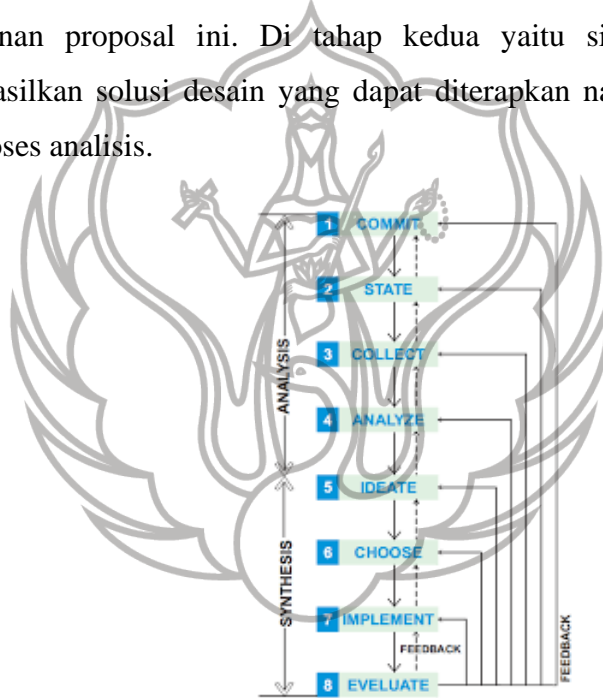 nan proposal ini. Di tahap kedua yaitu si
asilkan solusi desain yang dapat diterapkan na
oses analisis.
1 COMMIT
2 STATE
3 COLLECT
ANALYSIS
4 ANALYZE
5 IDEATE
6 CHOOSE
SYNTHESIS
7 IMPLEMENT
FEEDBACK
FEEDBACK
8 EVELUATE